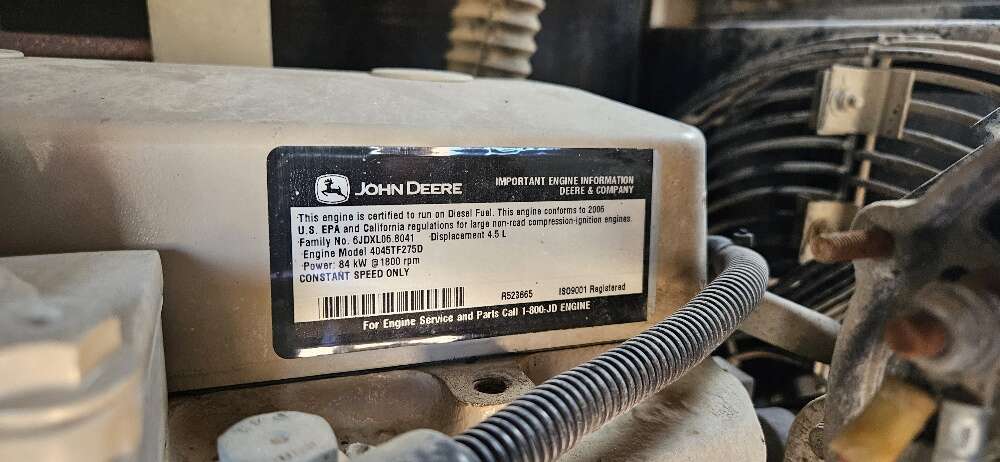 JOHN DEERE
IMPORTANT ENGINE INFORMATION
DEERE & COMPANY
This engine is certified to run on Diesel Fuel. This engine conforms to 2006
U.S. EPA and California regulations for large non-road compression-ignition engines.
Family No. 6JDXL06.8041 Displacement 4.5 L
Engine Model 4045TF275D
Power: 84 kW @1800 rpm
CONSTANT SPEED ONLY
R523665 ISO9001 Registered
For Engine Service and Parts Call 1-800-JD ENGINE